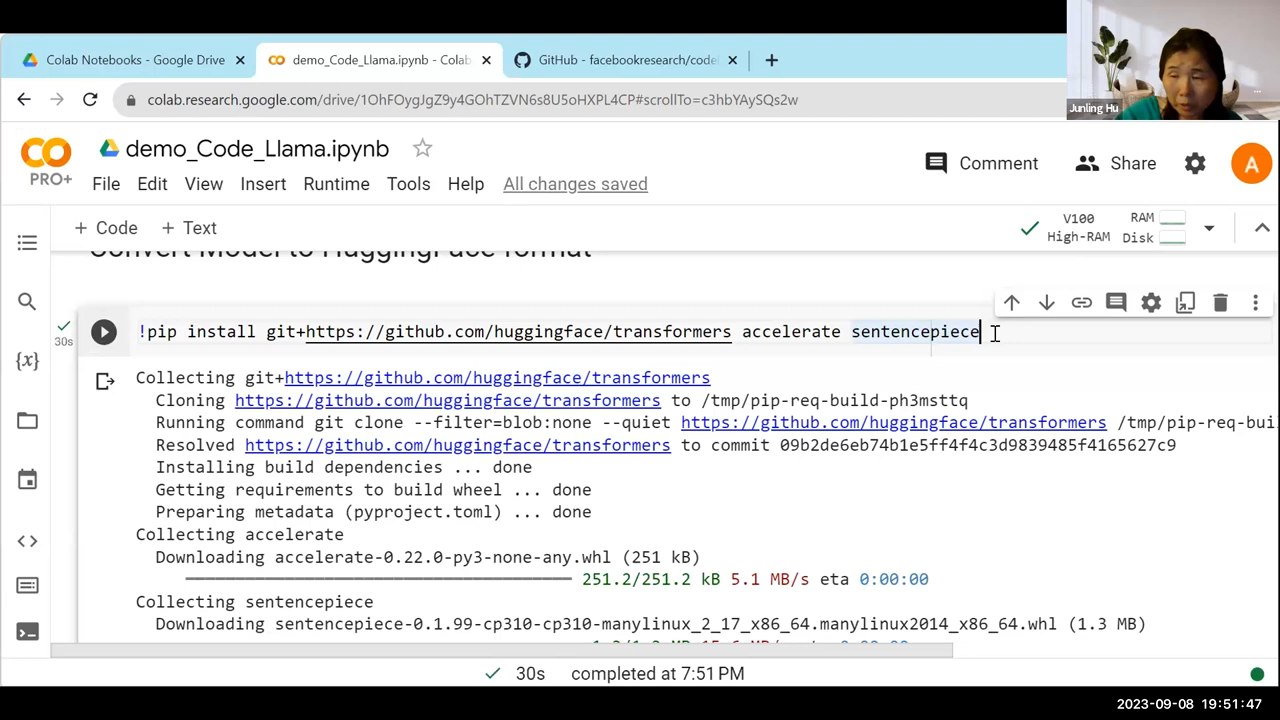 Colab Notebooks - Google Drive
demo_Code_Llama.ipynb - Colab
GitHub - facebookresearch/codel
colab.research.google.com/drive/1OhFOygJgZ9y4GOhTZVN6s8U5oHXPL4CP#scrollTo=c3hbYAySQs2w
Junling Hu
demo_Code_Llama.ipynb
PRO+
File Edit View Insert Runtime Tools Help All changes saved
Comment Share A
+ Code + Text
V100 RAM
High-RAM Disk
Convert Model to HuggingFace format
30s
!pip install git+https://github.com/huggingface/transformers accelerate sentencepiece
Collecting git+https://github.com/huggingface/transformers
Cloning https://github.com/huggingface/transformers to /tmp/pip-req-build-ph3msttq
Running command git clone --filter=blob:none --quiet https://github.com/huggingface/transformers /tmp/pip-req-bui
Resolved https://github.com/huggingface/transformers to commit 09b2de6eb74b1e5ff4f4c3d9839485f4165627c9
Installing build dependencies ... done
Getting requirements to build wheel ... done
Preparing metadata (pyproject.toml) ... done
Collecting accelerate
Downloading accelerate-0.22.0-py3-none-any.whl (251 kB)
251.2/251.2 kB 5.1 MB/s eta 0:00:00
Collecting sentencepiece
Downloading sentencepiece-0.1.99-cp310-cp310-manylinux_2_17_x86_64.manylinux2014_x86_64.whl (1.3 MB)
30s completed at 7:51 PM
2023-09-08 19:51:47